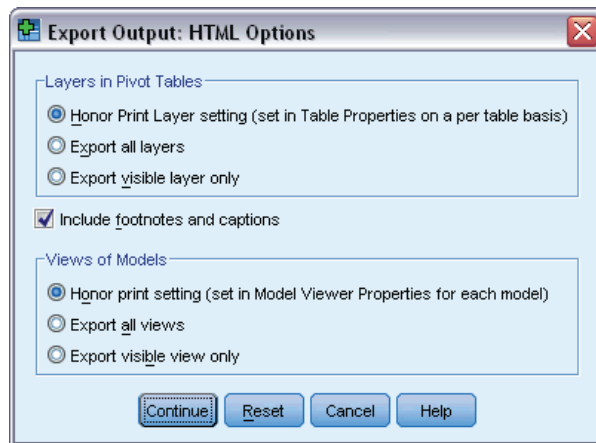 Export Output: HTML Options
Layers in Pivot Tables
Honor Print Layer setting (set in Table Properties on a per table basis)
Export all layers
Export visible layer only
Include footnotes and captions
Views of Models
Honor print setting (set in Model Viewer Properties for each model)
Export all views
Export visible view only
Continue Reset Cancel Help